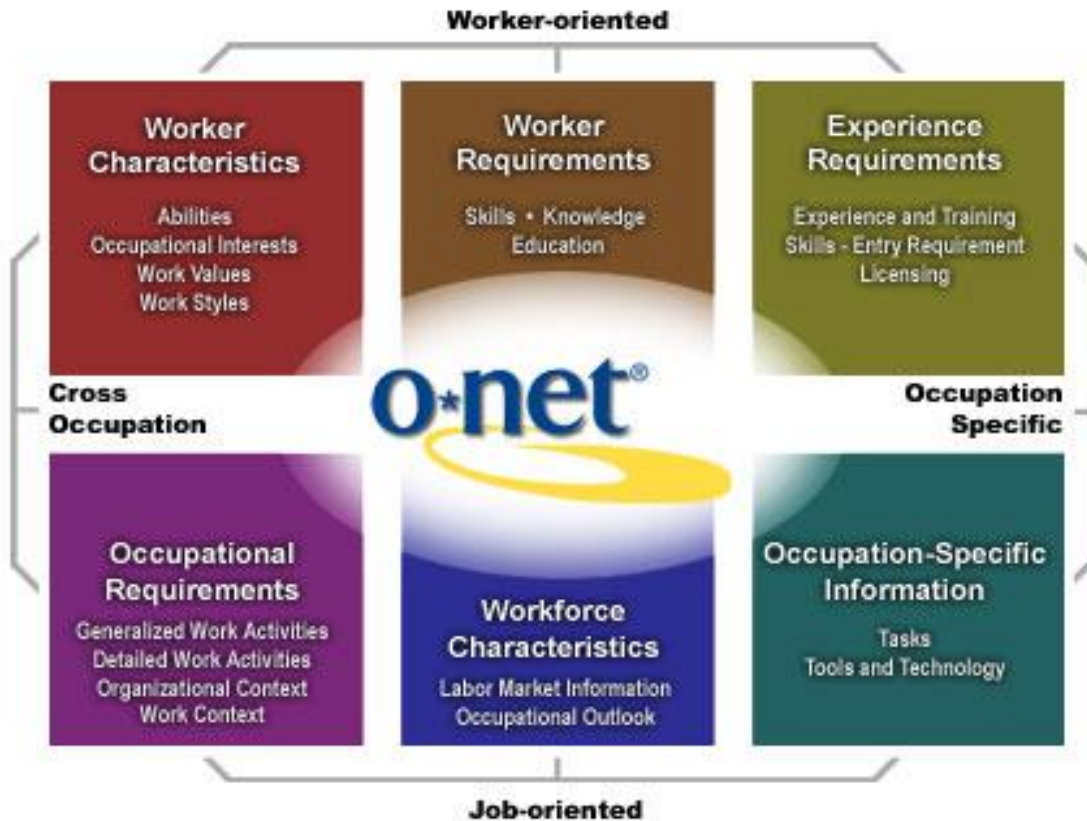 Worker-oriented
Worker
Characteristics
Abilities
Occupational Interests
Work Values
Work Styles
Worker
Requirements
Skills • Knowledge
Education
Experience
Requirements
Experience and Training
Skills - Entry Requirement
Licensing
Cross
Occupation
o*net®
Occupation
Specific
Occupational
Requirements
Generalized Work Activities
Detailed Work Activities
Organizational Context
Work Context
Workforce
Characteristics
Labor Market Information
Occupational Outlook
Occupation-Specific
Information
Tasks
Tools and Technology
Job-oriented